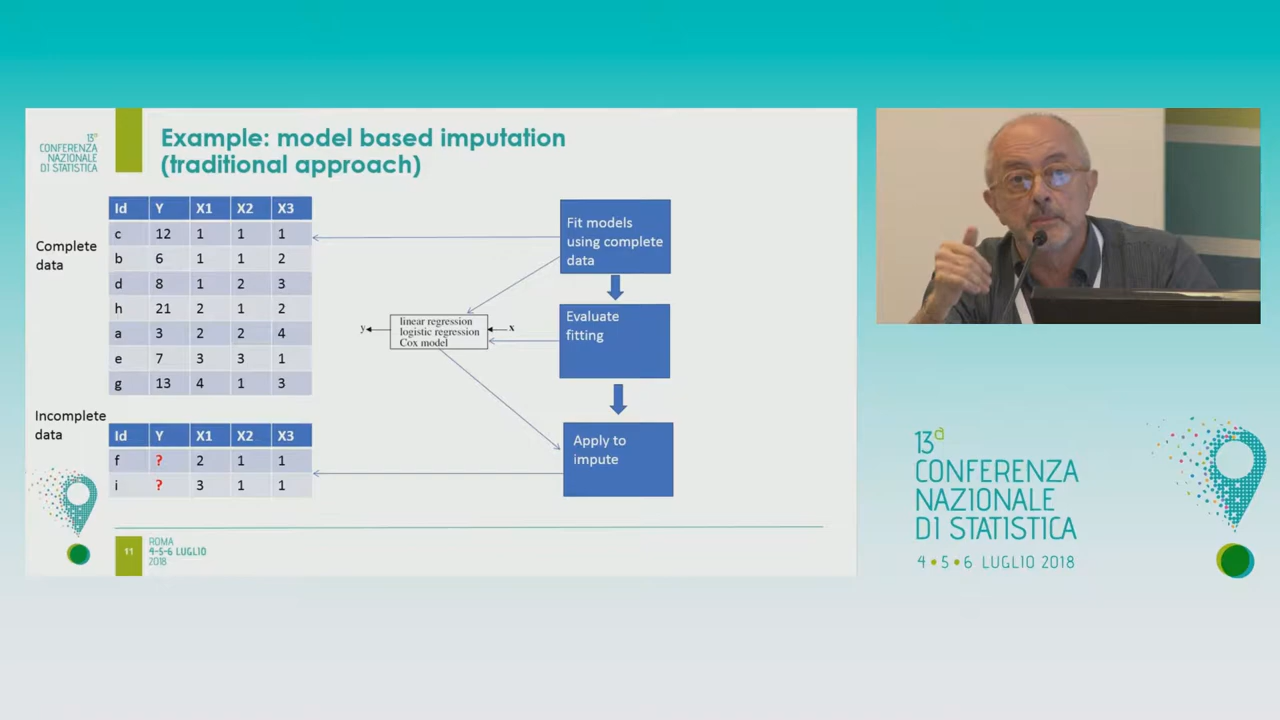 13ª
CONFERENZA
NAZIONALE
DI STATISTICA
Example: model based imputation
(traditional approach)
Complete
data
Id Y X1 X2 X3
c 12 1 1 1
b 6 1 1 2
d 8 1 2 3
h 21 2 1 2
a 3 2 2 4
e 7 3 3 1
g 13 4 1 3
Incomplete
data
Id Y X1 X2 X3
f ? 2 1 1
i ? 3 1 1
Fit models
using complete
data
y
linear regression
logistic regression
Cox model
x
Evaluate
fitting
Apply to
impute
11
ROMA
4-5-6 LUGLIO
2018
13ª
CONFERENZA
NAZIONALE
DI STATISTICA
4 • 5 • 6 LUGLIO 2018